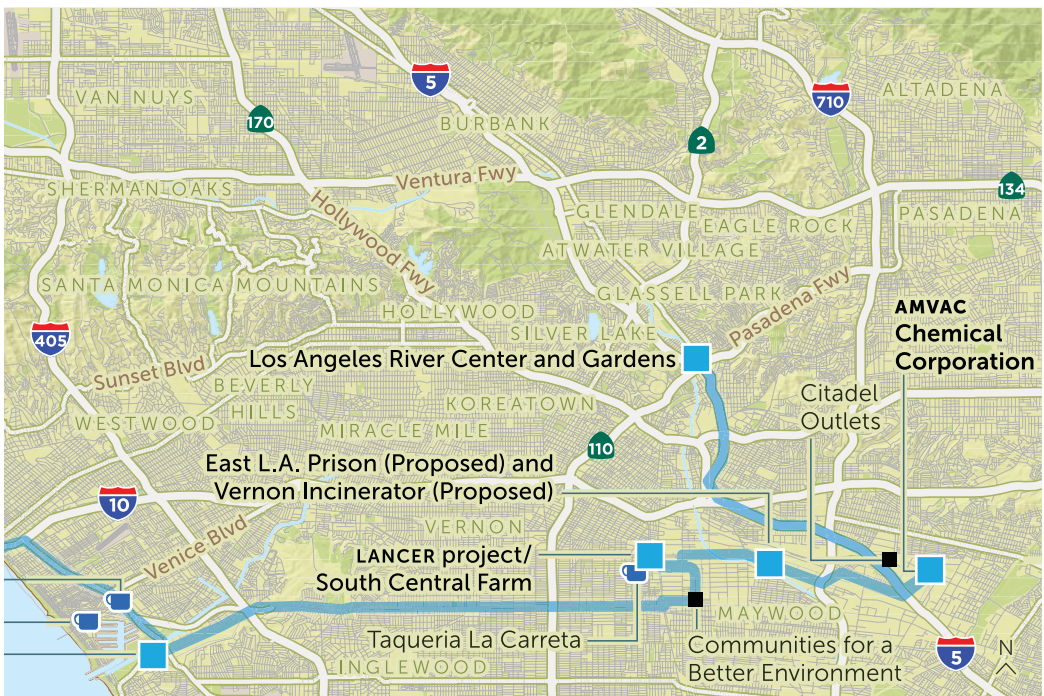 VAN NUYS
5
BURBANK
170
2
710
ALTADENA
SHERMAN OAKS
Ventura Fwy
134
Hollywood Fwy
GLENDALE
EAGLE ROCK
PASADENA
ATWATER VILLAGE
SANTA MONICA MOUNTAINS
GLASSELL PARK
Pasadena Fwy
HOLLYWOOD
SILVER LAKE
405
AMVAC
Chemical
Corporation
Los Angeles River Center and Gardens
Sunset Blvd
BEVERLY
HILLS
KOREATOWN
Citadel
Outlets
WESTWOOD
MIRACLE MILE
110
East L.A. Prison (Proposed) and
Vernon Incinerator (Proposed)
10
Venice Blvd
VERNON
LANCER project/
South Central Farm
MAYWOOD
Taqueria La Carreta
Communities for a
Better Environment
INGLEWOOD
5
N